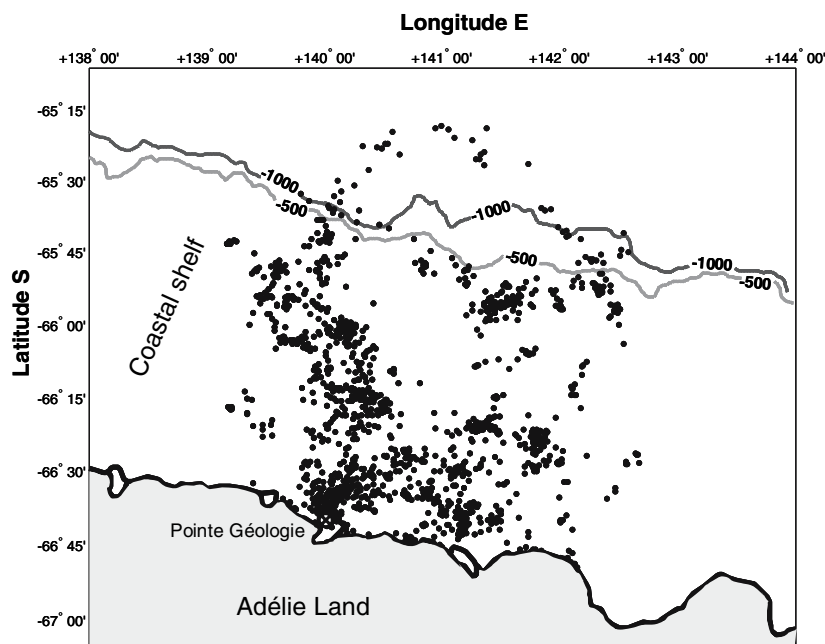 Longitude E
+138° 00' +139° 00' +140° 00' +141° 00' +142° 00' +143° 00' +144° 00'
-65° 15'
-65° 30'
-65° 45'
-66° 00'
-66° 15'
-66° 30'
-66° 45'
-67° 00'
Latitude S
-1000
-500
-1000
-500
-1000
-500
Coastal shelf
Pointe Géologie
Adélie Land